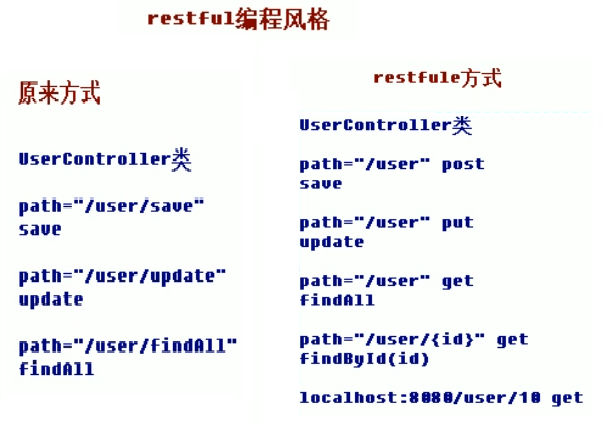 restful编程风格
原来方式
UserController类
path="/user/save"
save
path="/user/update"
update
path="/user/findAll"
findAll
restfule方式
UserController类
path="/user" post
save
path="/user" put
update
path="/user" get
findAll
path="/user/{id}" get
findById(id)
localhost:8080/user/10 get